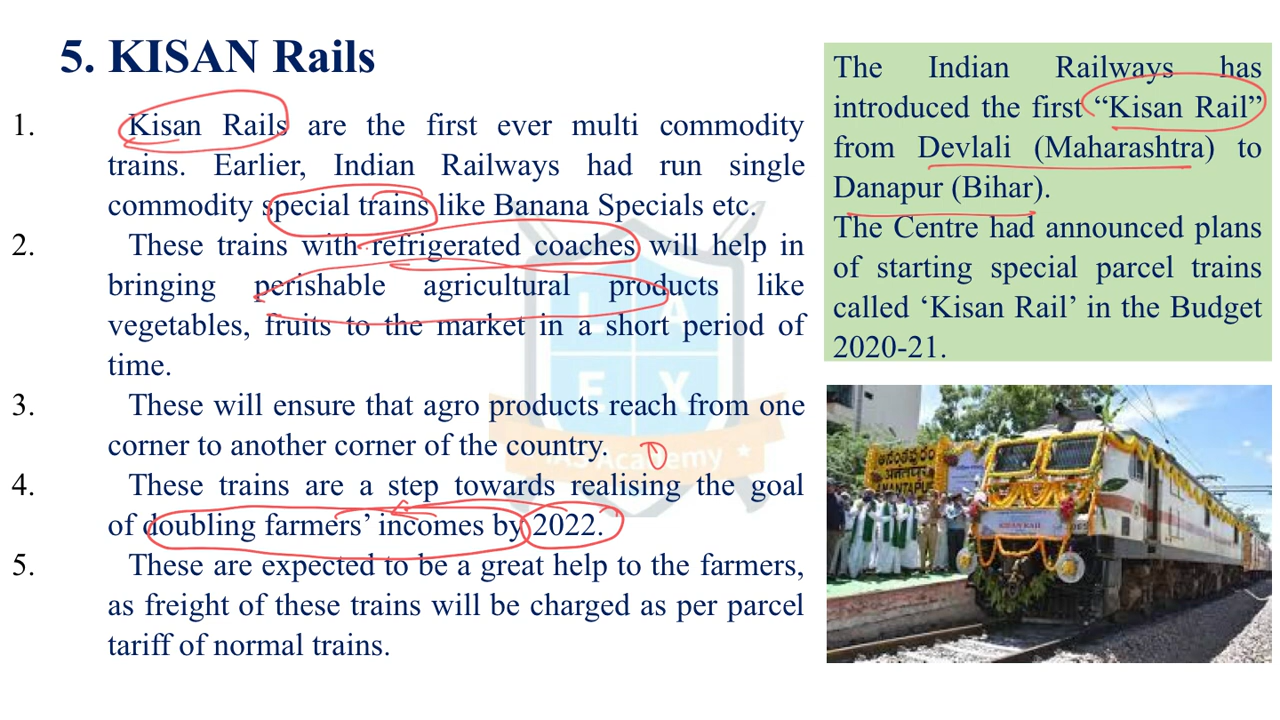 5. KISAN Rails
1. Kisan Rails are the first ever multi commodity
trains. Earlier, Indian Railways had run single
commodity special trains like Banana Specials etc.
2. These trains with refrigerated coaches will help in
bringing perishable agricultural products like
vegetables, fruits to the market in a short period of
time.
3. These will ensure that agro products reach from one
corner to another corner of the country.
4. These trains are a step towards realising the goal
of doubling farmers’ incomes by 2022.
5. These are expected to be a great help to the farmers,
as freight of these trains will be charged as per parcel
tariff of normal trains.
The Indian Railways has
introduced the first “Kisan Rail”
from Devlali (Maharashtra) to
Danapur (Bihar).
The Centre had announced plans
of starting special parcel trains
called ‘Kisan Rail’ in the Budget
2020-21.
L A
E X
IAS Academy
అనంతపురం
अनंतपुर
ANANTAPUR
KISAN RAIL